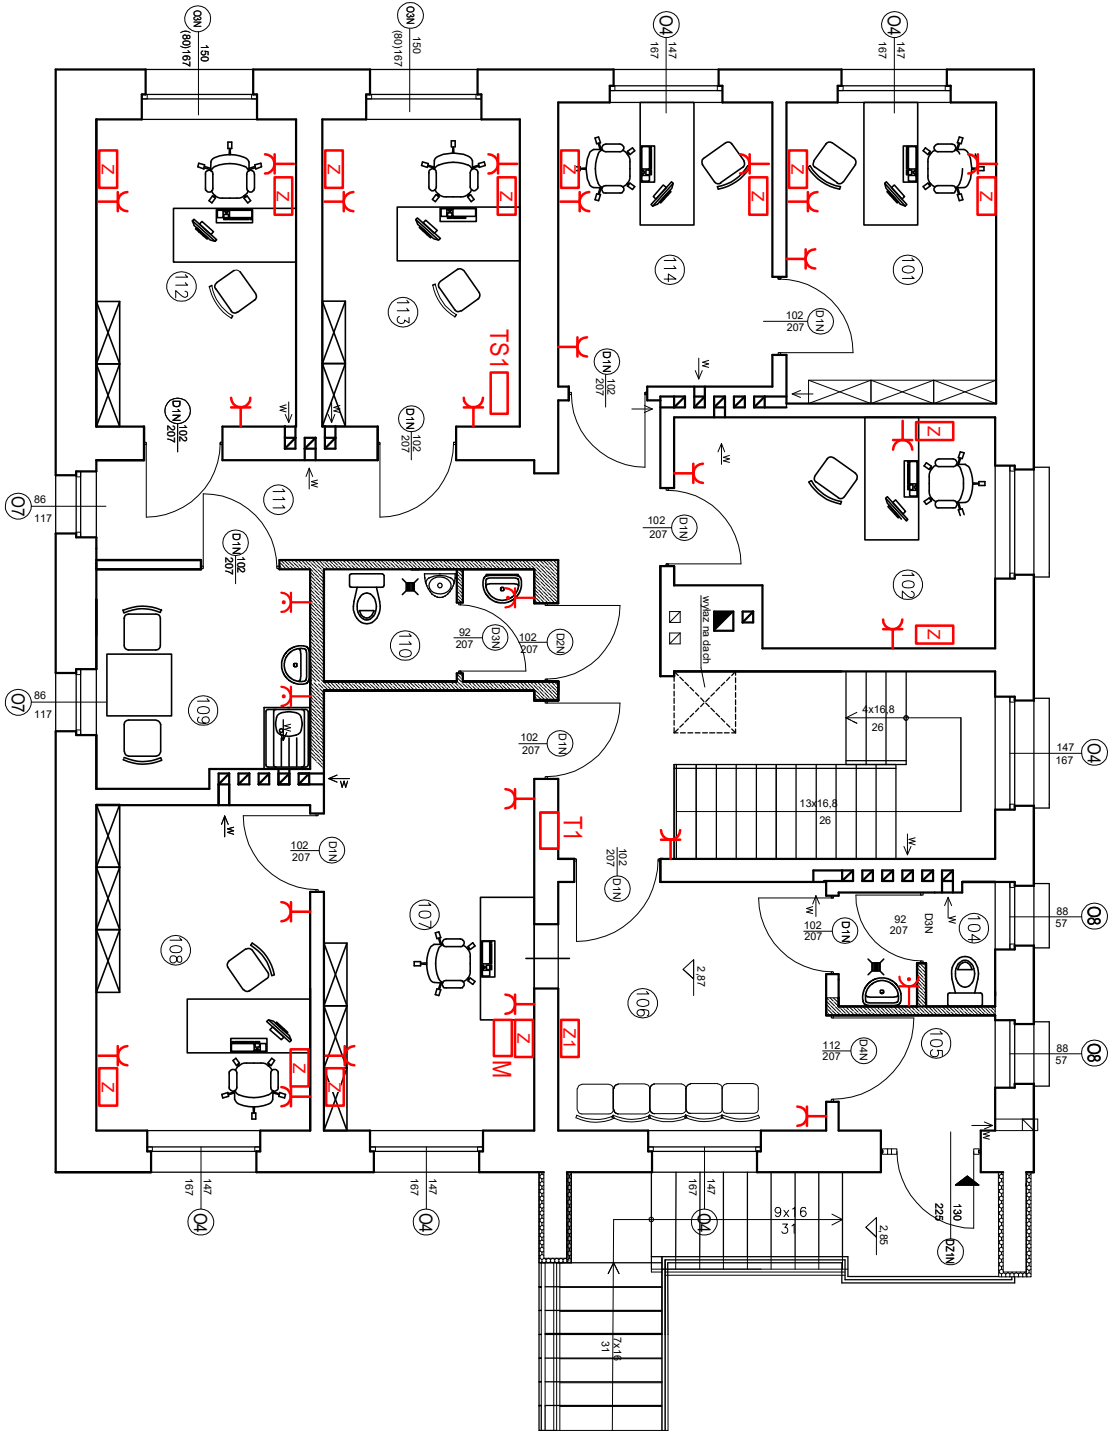 O3N
150
(80)167
O3N
150
(80)167
O4
147
167
O4
147
167
Z
Z
Z
Z
Z
Z
Z
Z
112
113
114
101
TS1
D1N
102
207
D1N
102
207
D1N
102
207
D1N
102
207
W
W
W
W
W
Z
111
O7
86
117
D1N
102
207
D1N
102
207
102
Z
właz na dach
110
92
207
D3N
102
207
D2N
109
O7
86
117
W
102
207
D1N
4x16,8
26
O4
147
167
13x16,8
26
W
W
W
T1
102
207
D1N
102
207
D1N
108
107
106
2,87
102
207
D1N
92
207
D3N
W
W
104
O8
88
57
105
O8
88
57
112
207
D4N
Z
Z
Z
Z
M
Z1
W
O4
147
167
O4
147
167
O4
147
167
9x16
31
2,85
130
225
DZ1N
7x16
31